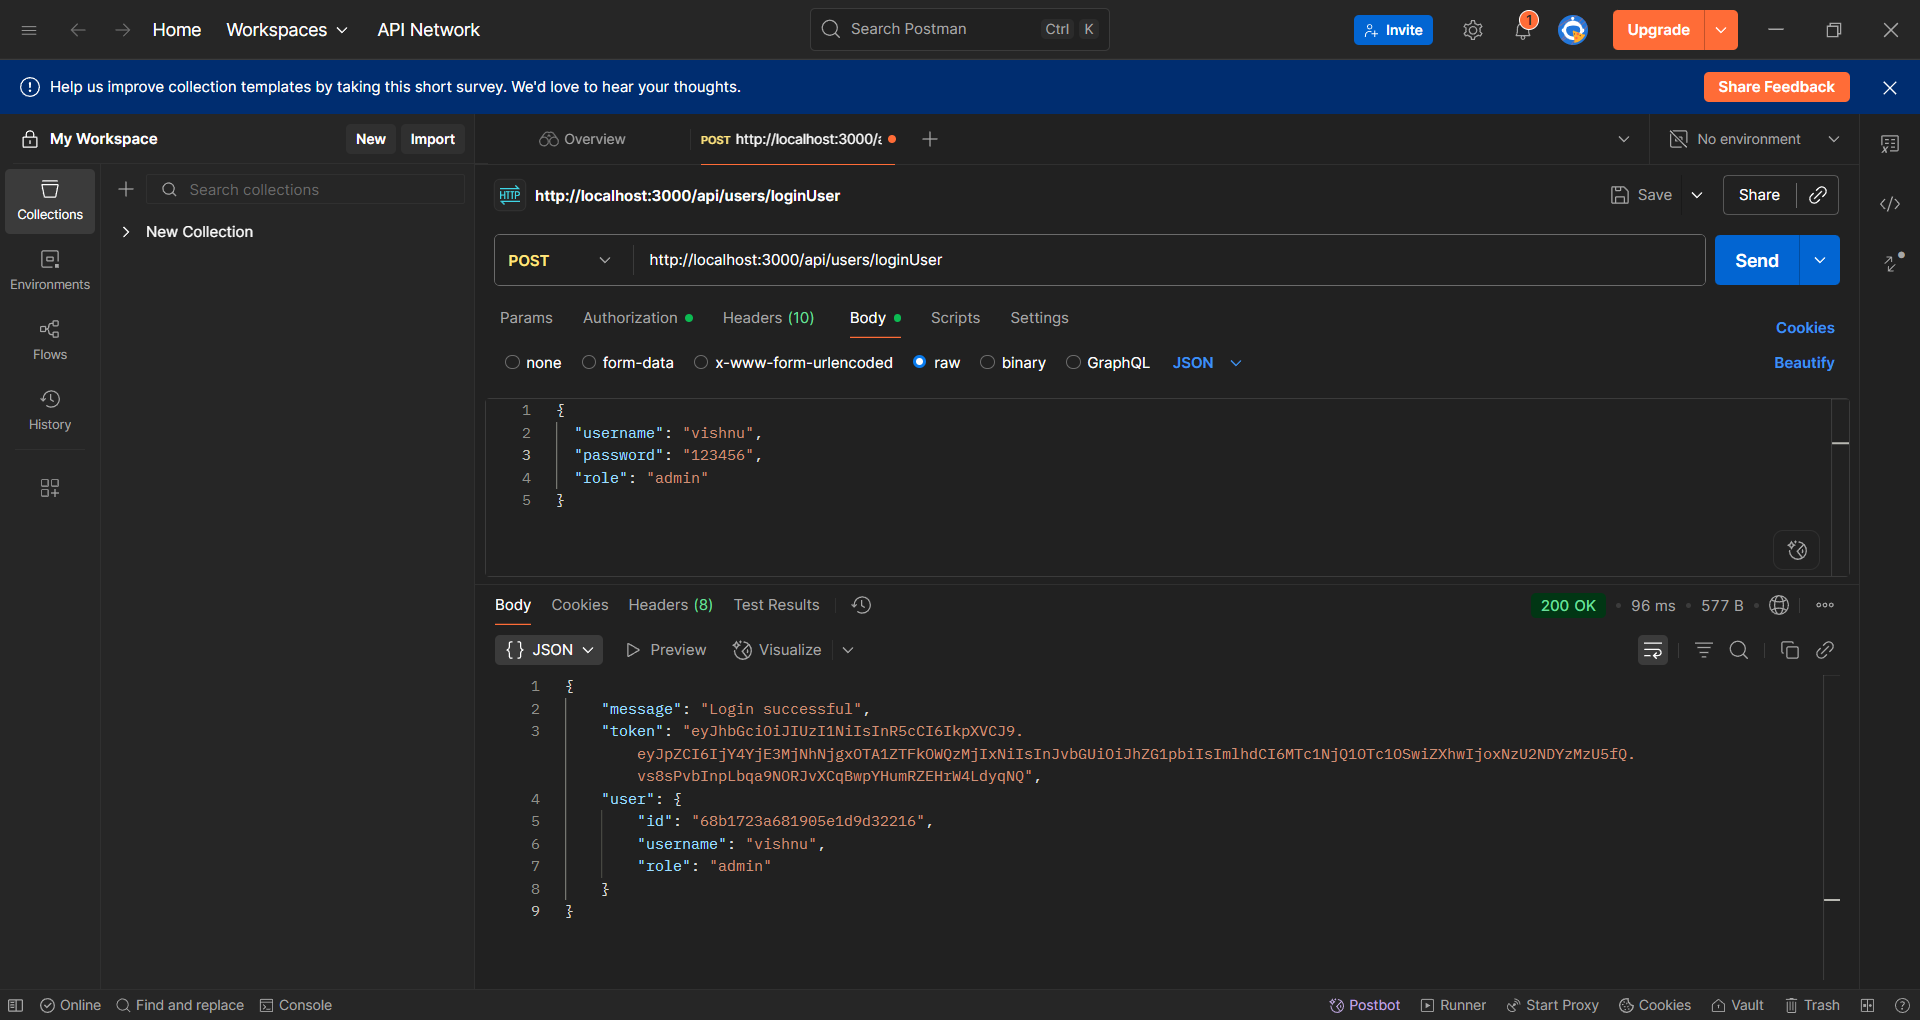 Home Workspaces API Network Search Postman Ctrl K Invite 1 Upgrade
Help us improve collection templates by taking this short survey. We'd love to hear your thoughts. Share Feedback
My Workspace New Import Overview POST http://localhost:3000/a No environment
Collections
Search collections
New Collection
Environments
Flows
History
HTTP http://localhost:3000/api/users/loginUser Save Share
POST http://localhost:3000/api/users/loginUser Send
Params Authorization Headers (10) Body Scripts Settings Cookies
none form-data x-www-form-urlencoded raw binary GraphQL JSON Beautify
1 {
2 "username": "vishnu",
3 "password": "123456",
4 "role": "admin"
5 }
Body Cookies Headers (8) Test Results 200 OK • 96 ms • 577 B
{} JSON Preview Visualize
1 {
2 "message": "Login successful",
3 "token": "eyJhbGciOiJIUzI1NiIsInR5cCI6IkpXVCJ9.
eyJpZCI6IjY4YjE3MjNhNjgxOTA1ZTFkOWQzMjIxNiIsInJvbGUiOiJhZG1pbiIsImlhdCI6MTc1NjQ1OTc1OSwiZXhwIjoxNzU2NDYzMzU5fQ.
vs8sPvbInpLbqa9NORJvXCqBwpYHumRZEHrW4LdyqNQ",
4 "user": {
5 "id": "68b1723a681905e1d9d32216",
6 "username": "vishnu",
7 "role": "admin"
8 }
9 }
Online Find and replace Console Postbot Runner Start Proxy Cookies Vault Trash